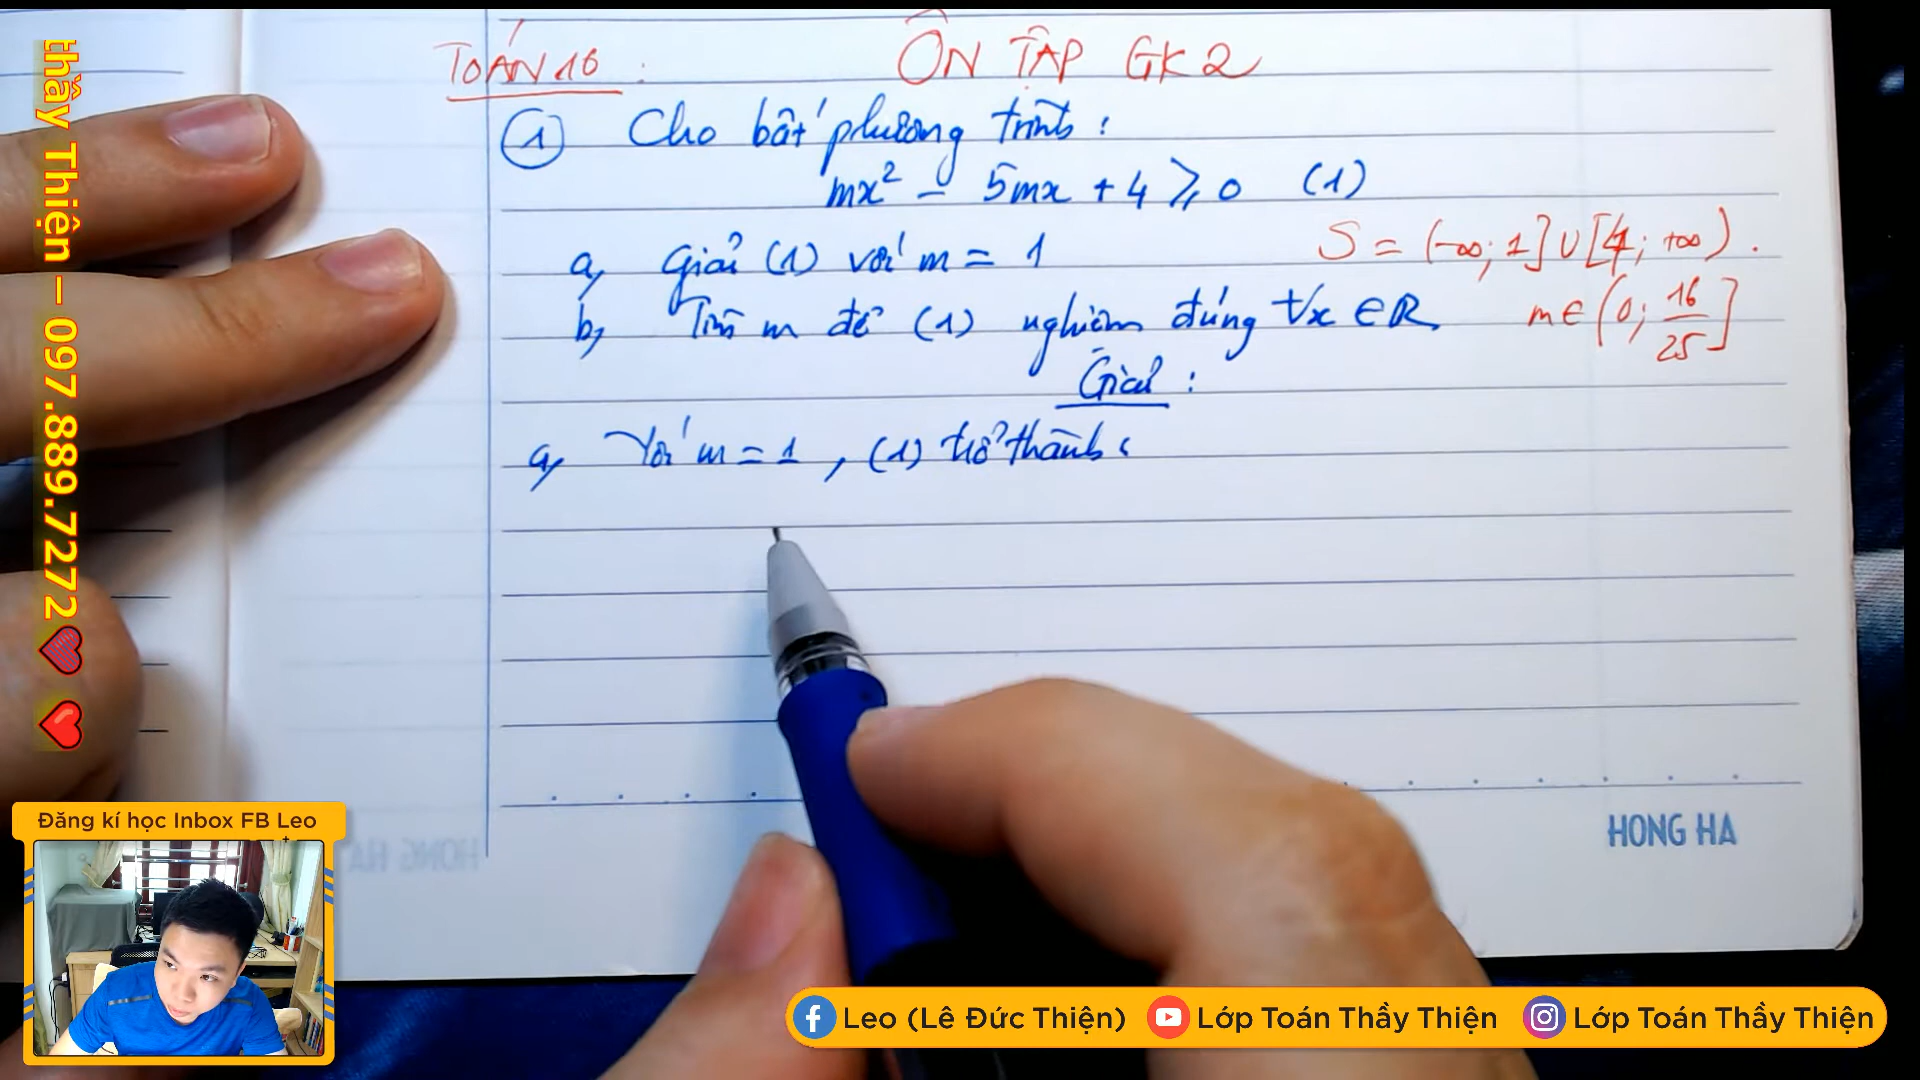 TOÁN 10 :
ÔN TẬP GK2
1 Cho bất phương trình :
mx² - 5mx + 4 ⩾ 0 (1)
a, Giải (1) với m = 1
S = (-∞; 1] ∪ [4; +∞) .
b, Tìm m để (1) nghiệm đúng ∀x ∈ R
m ∈ (0; 16/25]
Giải :
a, Với m = 1 , (1) trở thành :
HONG HA
thầy Thiện – 097.889.7272
Đăng kí học Inbox FB Leo
Leo (Lê Đức Thiện)
Lớp Toán Thầy Thiện
Lớp Toán Thầy Thiện